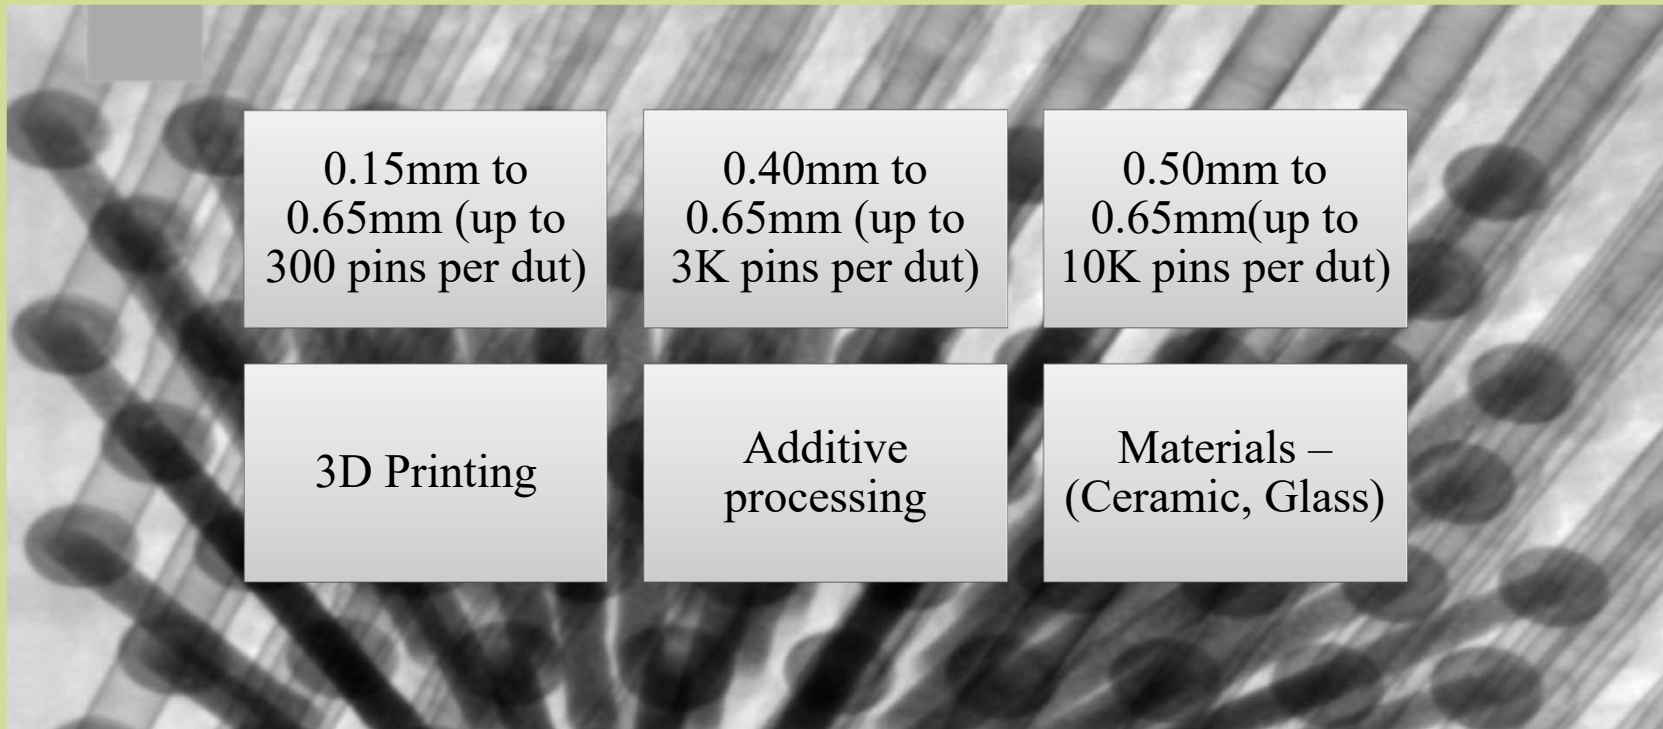 0.15mm to
0.65mm (up to
300 pins per dut)
0.40mm to
0.65mm (up to
3K pins per dut)
0.50mm to
0.65mm(up to
10K pins per dut)
3D Printing
Additive
processing
Materials –
(Ceramic, Glass)